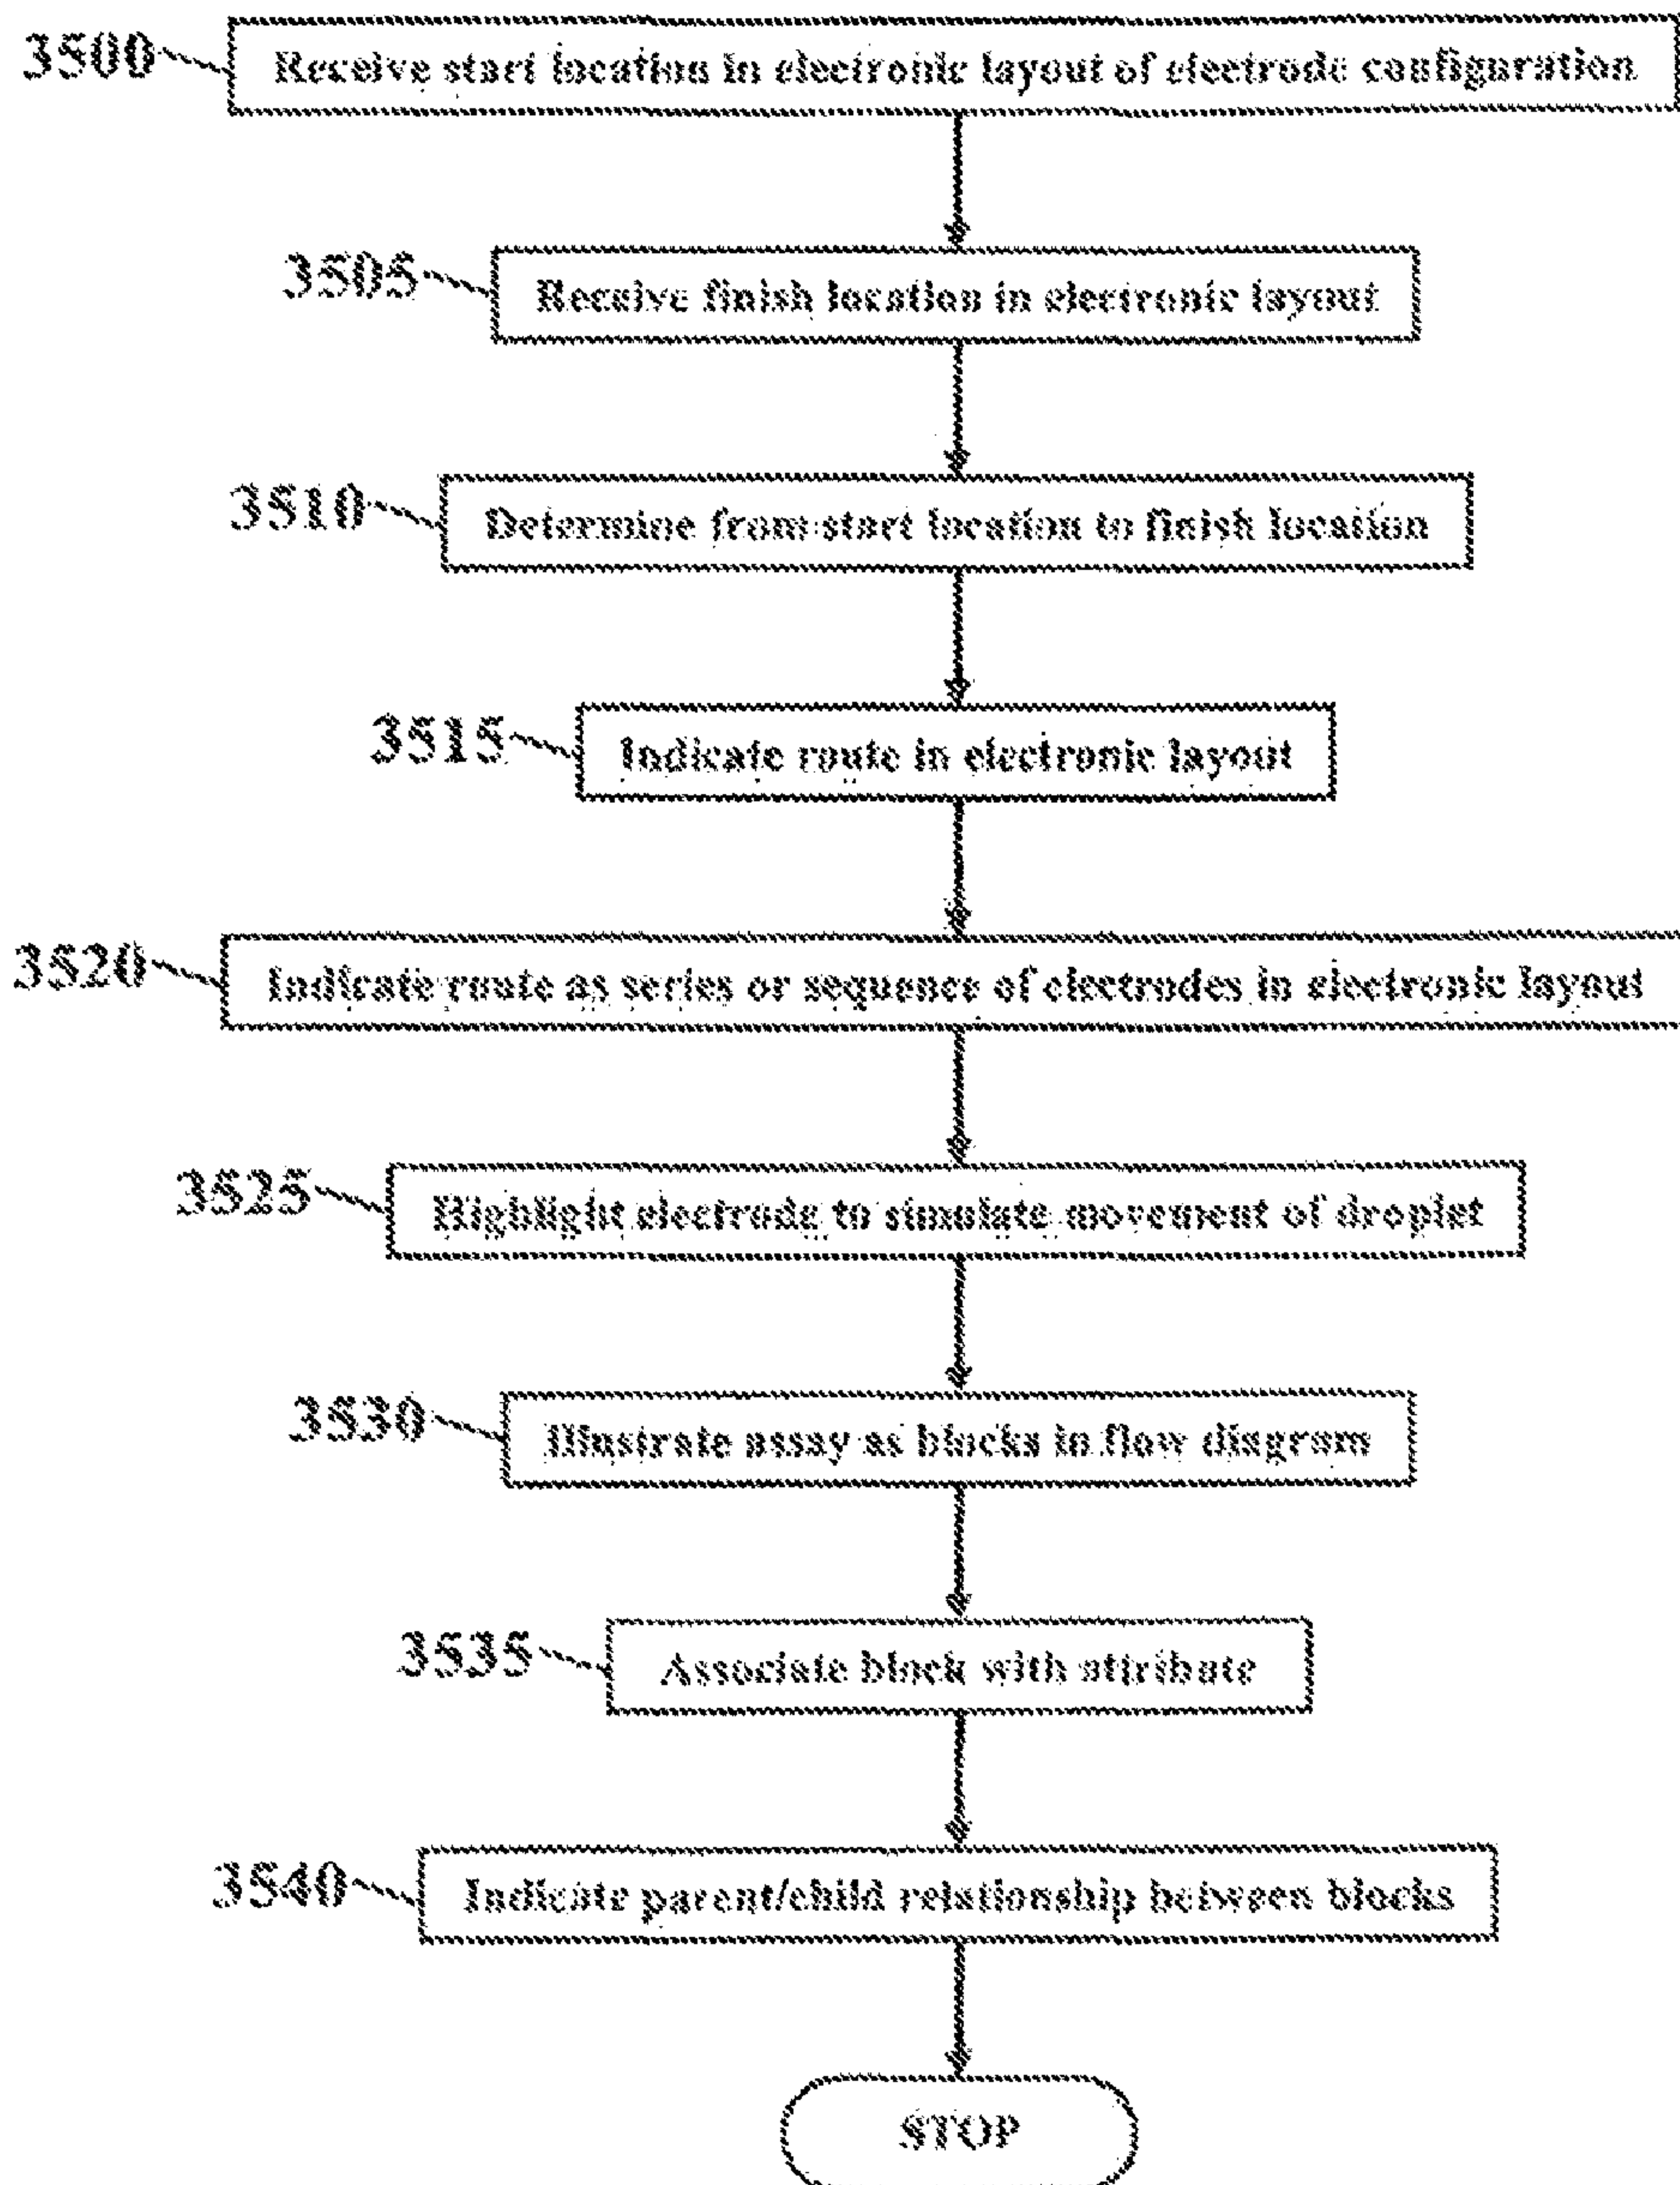 3500
Receive start location in electronic layout of electrode configuration
3505
Receive finish location in electronic layout
3510
Determine from start location to finish location
3515
Indicate route in electronic layout
3520
Indicate route as series or sequence of electrodes in electronic layout
3525
Highlight electrode to simulate movement of droplet
3530
Illustrate assay as blocks in flow diagram
3535
Associate block with attribute
3540
Indicate parent/child relationship between blocks
STOP